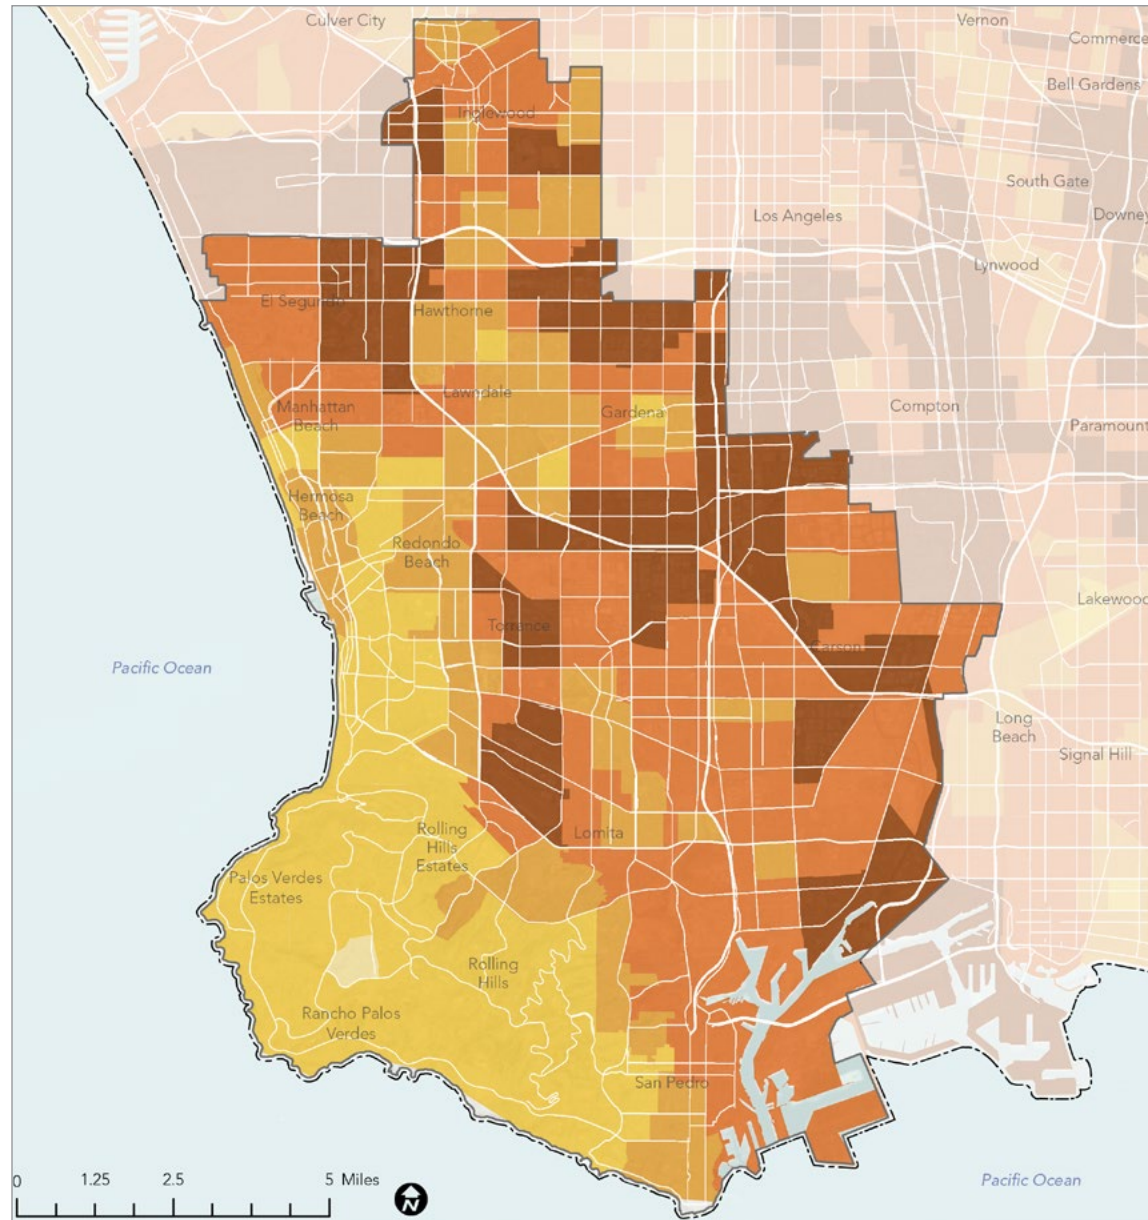 Culver City
Vernon
Commerce
Bell Gardens
Inglewood
South Gate
Los Angeles
Downey
Lynwood
El Segundo
Hawthorne
Lawndale
Manhattan
Beach
Gardena
Compton
Paramount
Hermosa
Beach
Redondo
Beach
Lakewood
Torrance
Carson
Pacific Ocean
Long
Beach
Signal Hill
Rolling
Hills
Estates
Lomita
Palos Verdes
Estates
Rolling
Hills
Rancho Palos
Verdes
San Pedro
0 1.25 2.5 5 Miles
N
Pacific Ocean